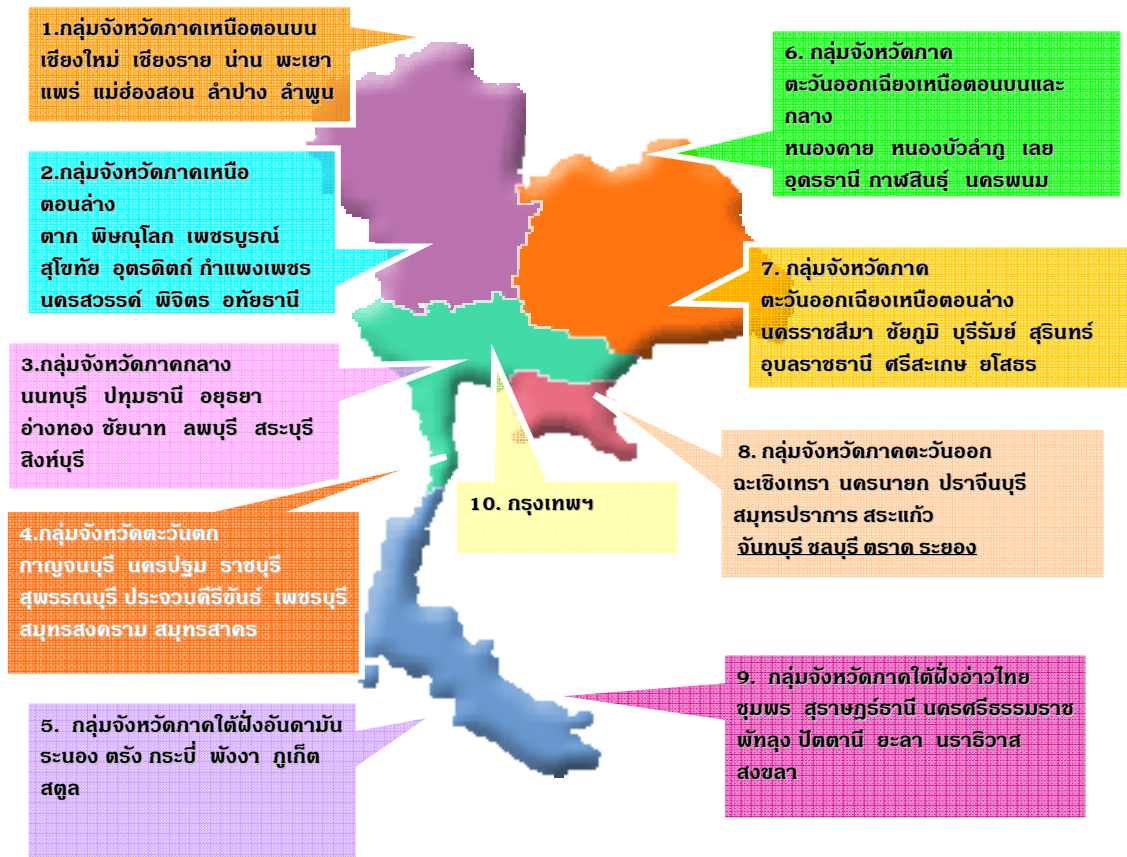 1.กลุ่มจังหวัดภาคเหนือตอนบน
เชียงใหม่ เชียงราย น่าน พะเยา
แพร่ แม่ฮ่องสอน ลำปาง ลำพูน
2.กลุ่มจังหวัดภาคเหนือ
ตอนล่าง
ตาก พิษณุโลก เพชรบูรณ์
สุโขทัย อุตรดิตถ์ กำแพงเพชร
นครสวรรค์ พิจิตร อทัยธานี
3.กลุ่มจังหวัดภาคกลาง
นนทบุรี ปทุมธานี อยุธยา
อ่างทอง ชัยนาท ลพบุรี สระบุรี
สิงห์บุรี
4.กลุ่มจังหวัดตะวันตก
กาญจนบุรี นครปฐม ราชบุรี
สุพรรณบุรี ประจวบคีรีขันธ์ เพชรบุรี
สมุทรสงคราม สมุทรสาคร
5. กลุ่มจังหวัดภาคใต้ฝั่งอันดามัน
ระนอง ตรัง กระบี่ พังงา ภูเก็ต
สตูล
6. กลุ่มจังหวัดภาค
ตะวันออกเฉียงเหนือตอนบนและ
กลาง
หนองคาย หนองบัวลำภู เลย
อุดรธานี กาฬสินธุ์ นครพนม
7. กลุ่มจังหวัดภาค
ตะวันออกเฉียงเหนือตอนล่าง
นครราชสีมา ชัยภูมิ บุรีรัมย์ สุรินทร์
อุบลราชธานี ศรีสะเกษ ยโสธร
8. กลุ่มจังหวัดภาคตะวันออก
ฉะเชิงเทรา นครนายก ปราจีนบุรี
สมุทรปราการ สระแก้ว
จันทบุรี ชลบุรี ตราด ระยอง
9. กลุ่มจังหวัดภาคใต้ฝั่งอ่าวไทย
ชุมพร สุราษฎร์ธานี นครศรีธรรมราช
พัทลุง ปัตตานี ยะลา นราธิวาส
สงขลา
10. กรุงเทพฯ